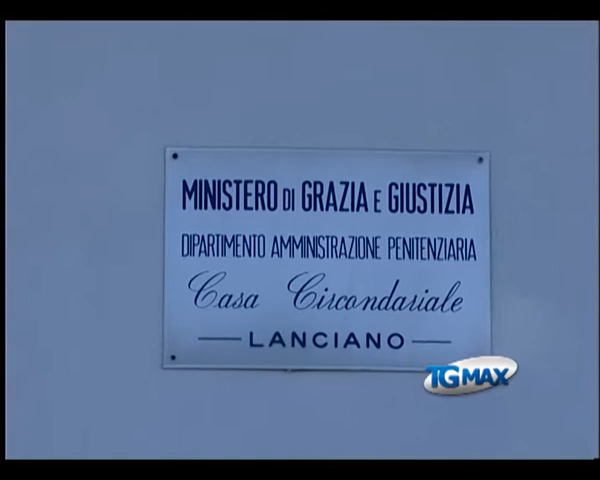 MINISTERO DI GRAZIA E GIUSTIZIA
DIPARTIMENTO AMMINISTRAZIONE PENITENZIARIA
Casa Circondariale
LANCIANO
TGMAX